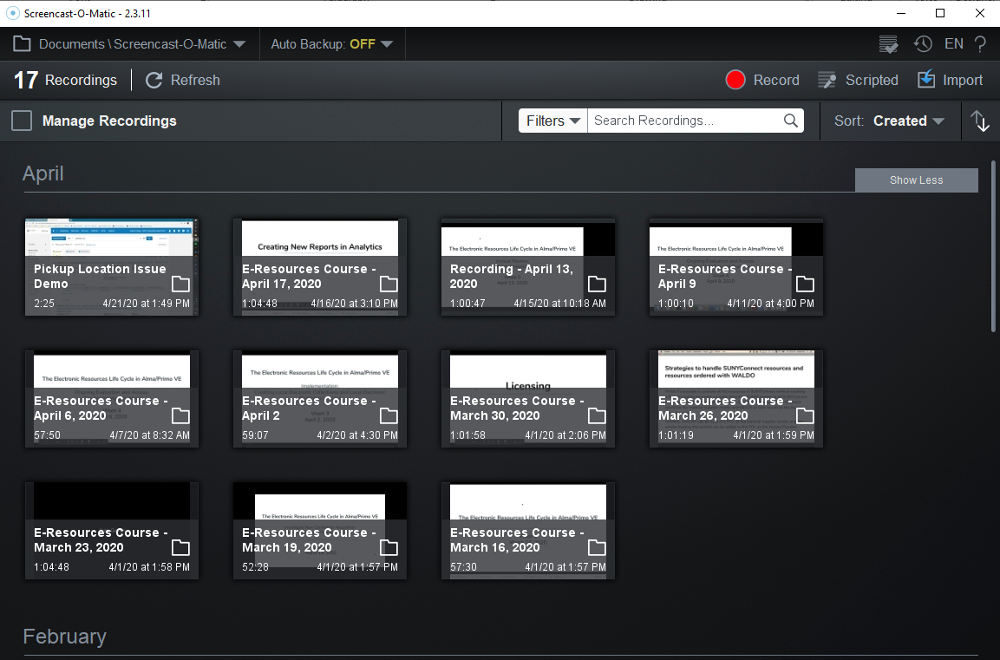 Screencast-O-Matic - 2.3.11
Documents \ Screencast-O-Matic
Auto Backup: OFF
EN ?
17 Recordings
Refresh
Record
Scripted
Import
Manage Recordings
Filters
Search Recordings...
Sort: Created
April
Show Less
Pickup Location Issue
Demo
2:25 4/21/20 at 1:49 PM
Creating New Reports in Analytics
E-Resources Course -
April 17, 2020
1:04:48 4/16/20 at 3:10 PM
The Electronic Resources Life Cycle in Alma/Primo VE
Recording - April 13,
2020
1:00:47 4/15/20 at 10:18 AM
The Electronic Resources Life Cycle in Alma/Primo VE
E-Resources Course -
April 9
1:00:10 4/11/20 at 4:00 PM
The Electronic Resources Life Cycle in Alma/Primo VE
E-Resources Course -
April 6, 2020
57:50 4/7/20 at 8:32 AM
The Electronic Resources Life Cycle in Alma/Primo VE
Implementation:
E-Resources Course -
April 2
59:07 4/2/20 at 4:30 PM
Licensing
E-Resources Course -
March 30, 2020
1:01:58 4/1/20 at 2:06 PM
Strategies to handle SUNYConnect resources and
resources ordered with WALDO
E-Resources Course -
March 26, 2020
1:01:19 4/1/20 at 1:59 PM
E-Resources Course -
March 23, 2020
1:04:48 4/1/20 at 1:58 PM
The Electronic Resources Life Cycle in Alma/Primo VE
E-Resources Course -
March 19, 2020
52:28 4/1/20 at 1:57 PM
The Electronic Resources Life Cycle in Alma/Primo VE
E-Resources Course -
March 16, 2020
57:30 4/1/20 at 1:57 PM
February